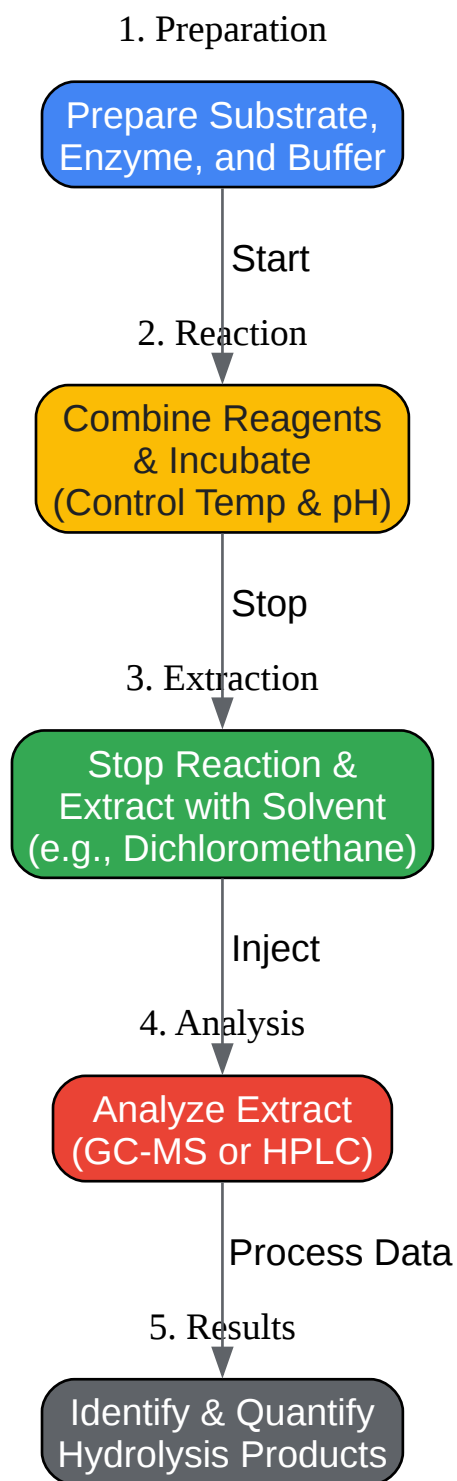 1. Preparation
Prepare Substrate,
Enzyme, and Buffer
Start
2. Reaction
Combine Reagents
& Incubate
(Control Temp & pH)
Stop
3. Extraction
Stop Reaction &
Extract with Solvent
(e.g., Dichloromethane)
Inject
4. Analysis
Analyze Extract
(GC-MS or HPLC)
Process Data
5. Results
Identify & Quantify
Hydrolysis Products